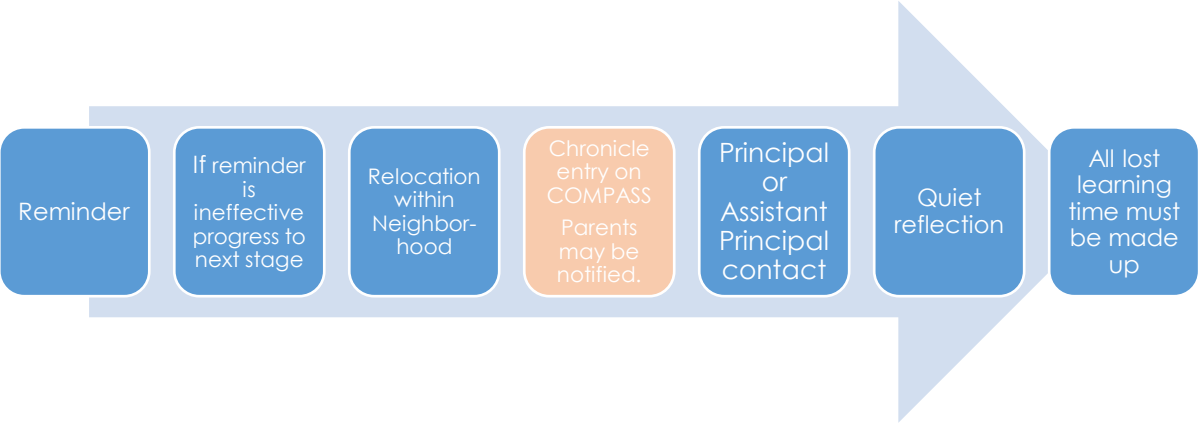 Reminder
If reminder
is
ineffective
progress to
next stage
Relocation
within
Neighbor-
hood
Chronicle
entry on
COMPASS
Parents
may be
notified.
Principal
or
Assistant
Principal
contact
Quiet
reflection
All lost
learning
time must
be made
up